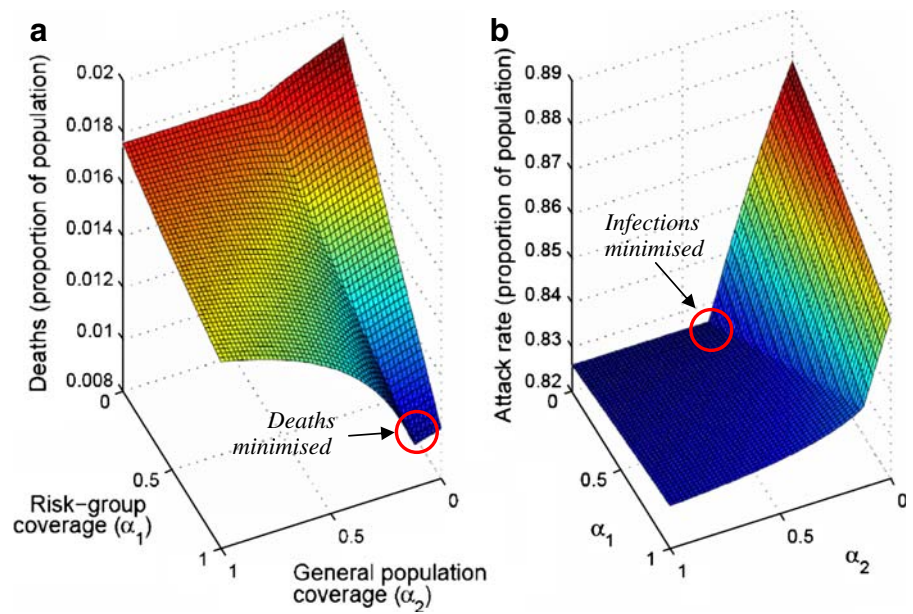 a
Deaths (proportion of population)
0.02
0.018
0.016
0.014
0.012
0.01
0.008
0
0.5
1
Risk-group
coverage (α1)
1
0.5
0
General population
coverage (α2)
Deaths
minimised
b
Attack rate (proportion of population)
0.89
0.88
0.87
0.86
0.85
0.84
0.83
0.82
0
0.5
1
α1
1
0.5
0
α2
Infections
minimised